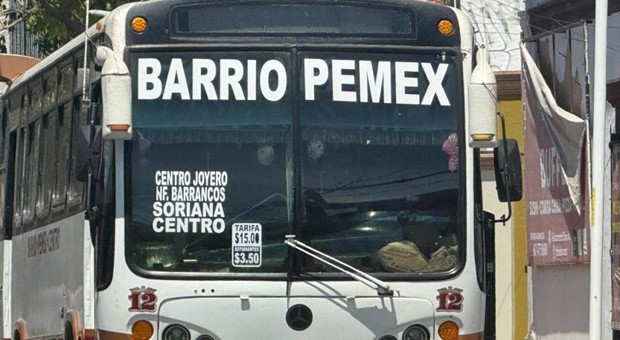 BARRIO PEMEX
CENTRO JOYERO
NF. BARRANCOS
SORIANA
CENTRO
TARIFA
$15.00
ESTUDIANTES
$3.50
12
12